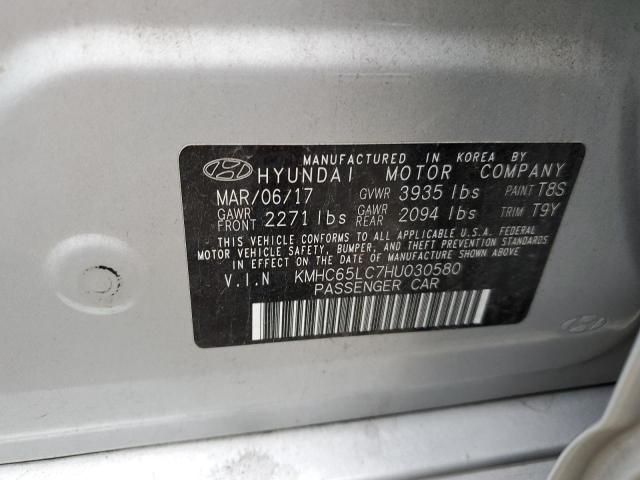 MANUFACTURED IN KOREA BY
HYUNDAI MOTOR COMPANY
MAR/06/17 GVWR 3935 lbs PAINT T8S
GAWR FRONT 2271 lbs GAWR REAR 2094 lbs TRIM T9Y
THIS VEHICLE CONFORMS TO ALL APPLICABLE U.S.A. FEDERAL
MOTOR VEHICLE SAFETY, BUMPER, AND THEFT PREVENTION STANDARDS
IN EFFECT ON THE DATE OF MANUFACTURE SHOWN ABOVE.
V.I.N KMHC65LC7HU030580
PASSENGER CAR